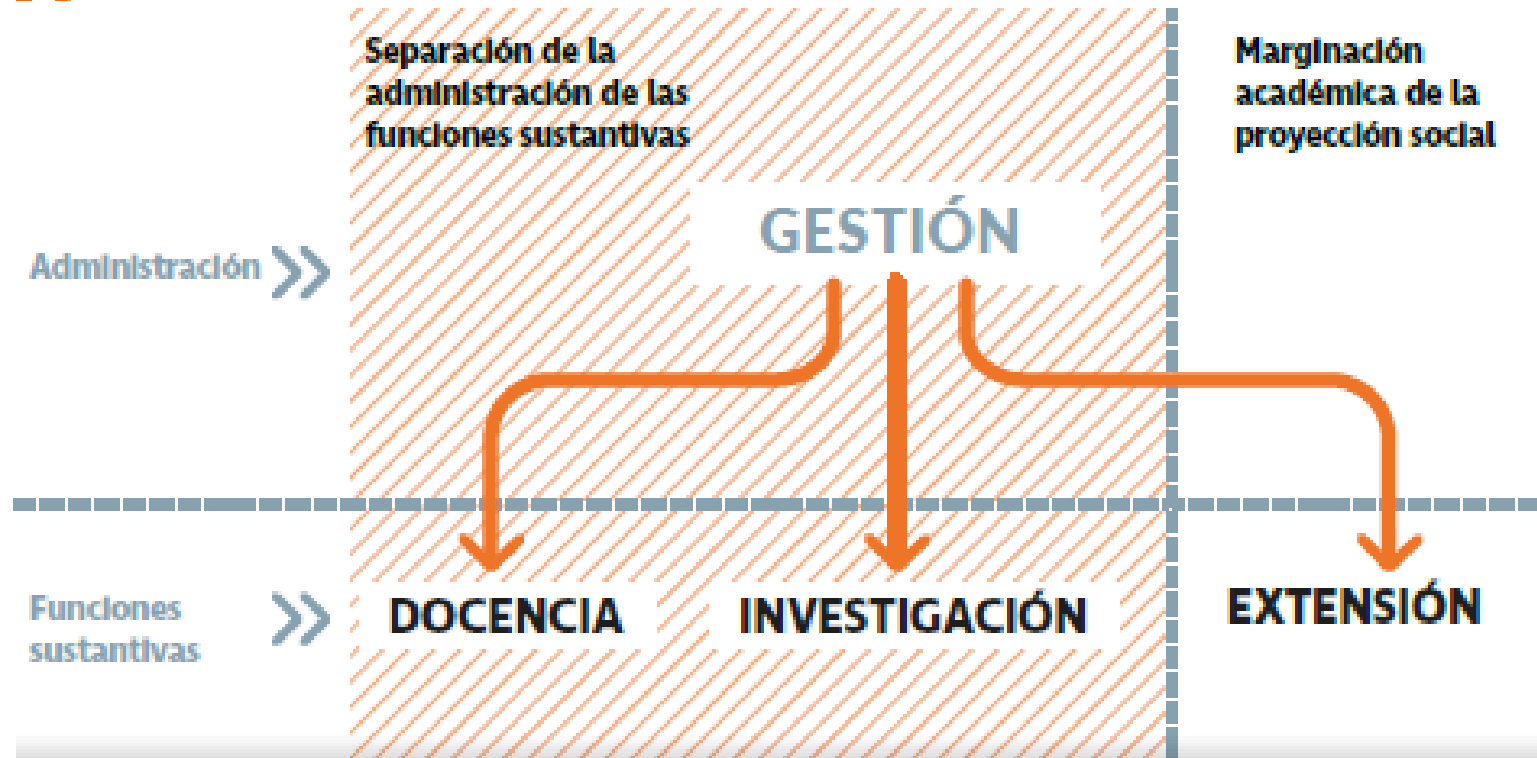 Separación de la
administración de las
funciones sustantivas
Marginación
académica de la
proyección social
GESTIÓN
Administración
Funciones
sustantivas
DOCENCIA
INVESTIGACIÓN
EXTENSIÓN